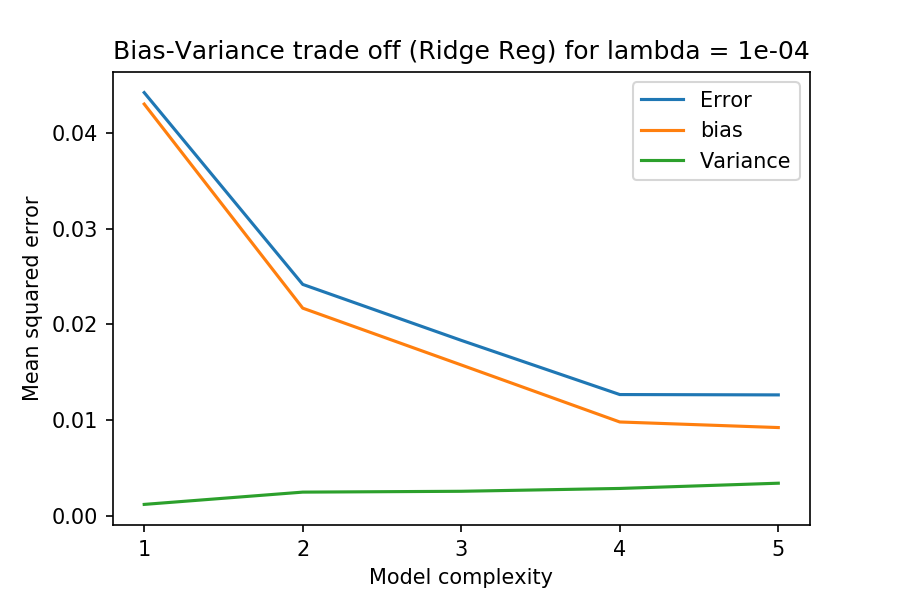 Bias-Variance trade off (Ridge Reg) for lambda = 1e-04
Error
bias
Variance
Mean squared error
0.04
0.03
0.02
0.01
0.00
1 2 3 4 5
Model complexity